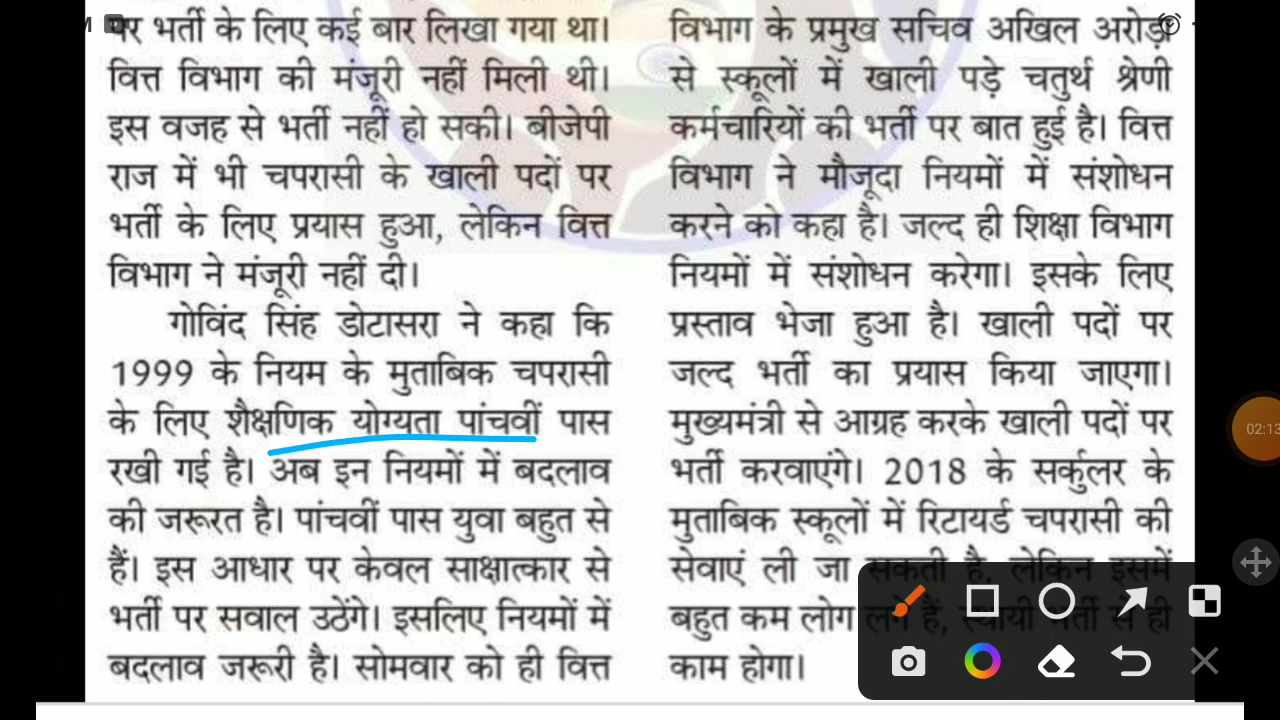 पर भर्ती के लिए कई बार लिखा गया था।
वित्त विभाग की मंजूरी नहीं मिली थी।
इस वजह से भर्ती नहीं हो सकी। बीजेपी
राज में भी चपरासी के खाली पदों पर
भर्ती के लिए प्रयास हुआ, लेकिन वित्त
विभाग ने मंजूरी नहीं दी।
गोविंद सिंह डोटासरा ने कहा कि
1999 के नियम के मुताबिक चपरासी
के लिए शैक्षणिक योग्यता पांचवीं पास
रखी गई है। अब इन नियमों में बदलाव
की जरूरत है। पांचवीं पास युवा बहुत से
हैं। इस आधार पर केवल साक्षात्कार से
भर्ती पर सवाल उठेंगे। इसलिए नियमों में
बदलाव जरूरी है। सोमवार को ही वित्त
विभाग के प्रमुख सचिव अखिल अरोड़ा
से स्कूलों में खाली पड़े चतुर्थ श्रेणी
कर्मचारियों की भर्ती पर बात हुई है। वित्त
विभाग ने मौजूदा नियमों में संशोधन
करने को कहा है। जल्द ही शिक्षा विभाग
नियमों में संशोधन करेगा। इसके लिए
प्रस्ताव भेजा हुआ है। खाली पदों पर
जल्द भर्ती का प्रयास किया जाएगा।
मुख्यमंत्री से आग्रह करके खाली पदों पर
भर्ती करवाएंगे। 2018 के सर्कुलर के
मुताबिक स्कूलों में रिटायर्ड चपरासी की
सेवाएं ली जा सकती है, लेकिन इसमें
बहुत कम लोग लगे हैं, स्थायी भर्ती से ही
काम होगा।
02:13